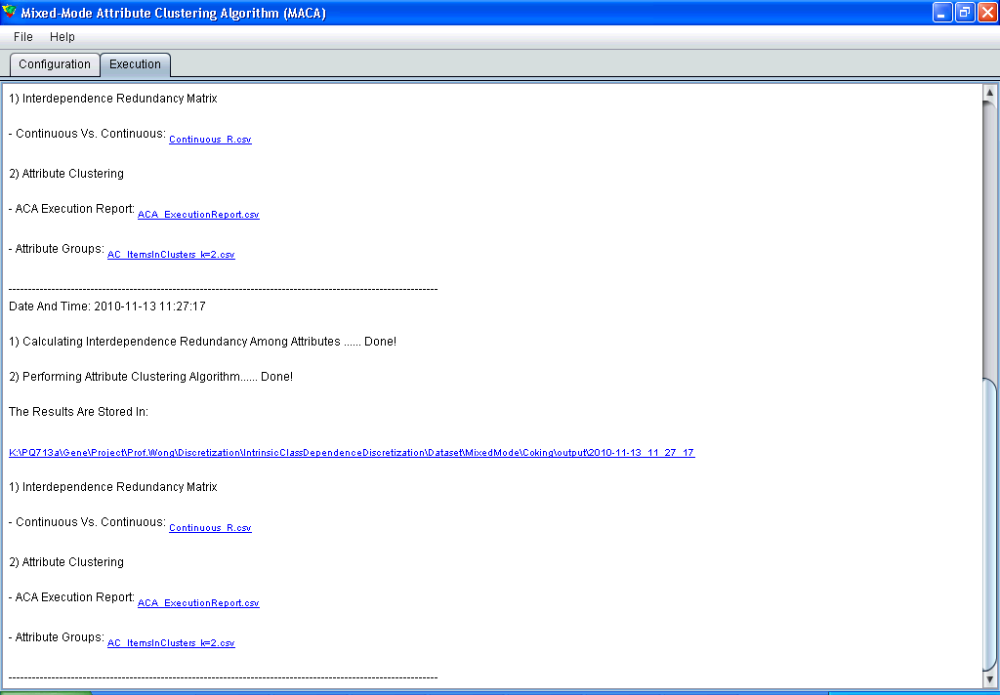 Mixed-Mode Attribute Clustering Algorithm (MACA)
File Help
Configuration Execution
1) Interdependence Redundancy Matrix
- Continuous Vs. Continuous: Continuous_R.csv
2) Attribute Clustering
- ACA Execution Report: ACA_ExecutionReport.csv
- Attribute Groups: AC_ItemsInClusters_k=2.csv
--------------------------------------------------------------------------------------------------------------
Date And Time: 2010-11-13 11:27:17
1) Calculating Interdependence Redundancy Among Attributes ...... Done!
2) Performing Attribute Clustering Algorithm...... Done!
The Results Are Stored In:
K:\PQ713a\Gene\Project\Prof.Wong\Discretization\IntrinsicClassDependenceDiscretization\Dataset\MixedMode\Coking\output\2010-11-13_11_27_17
1) Interdependence Redundancy Matrix
- Continuous Vs. Continuous: Continuous_R.csv
2) Attribute Clustering
- ACA Execution Report: ACA_ExecutionReport.csv
- Attribute Groups: AC_ItemsInClusters_k=2.csv
--------------------------------------------------------------------------------------------------------------